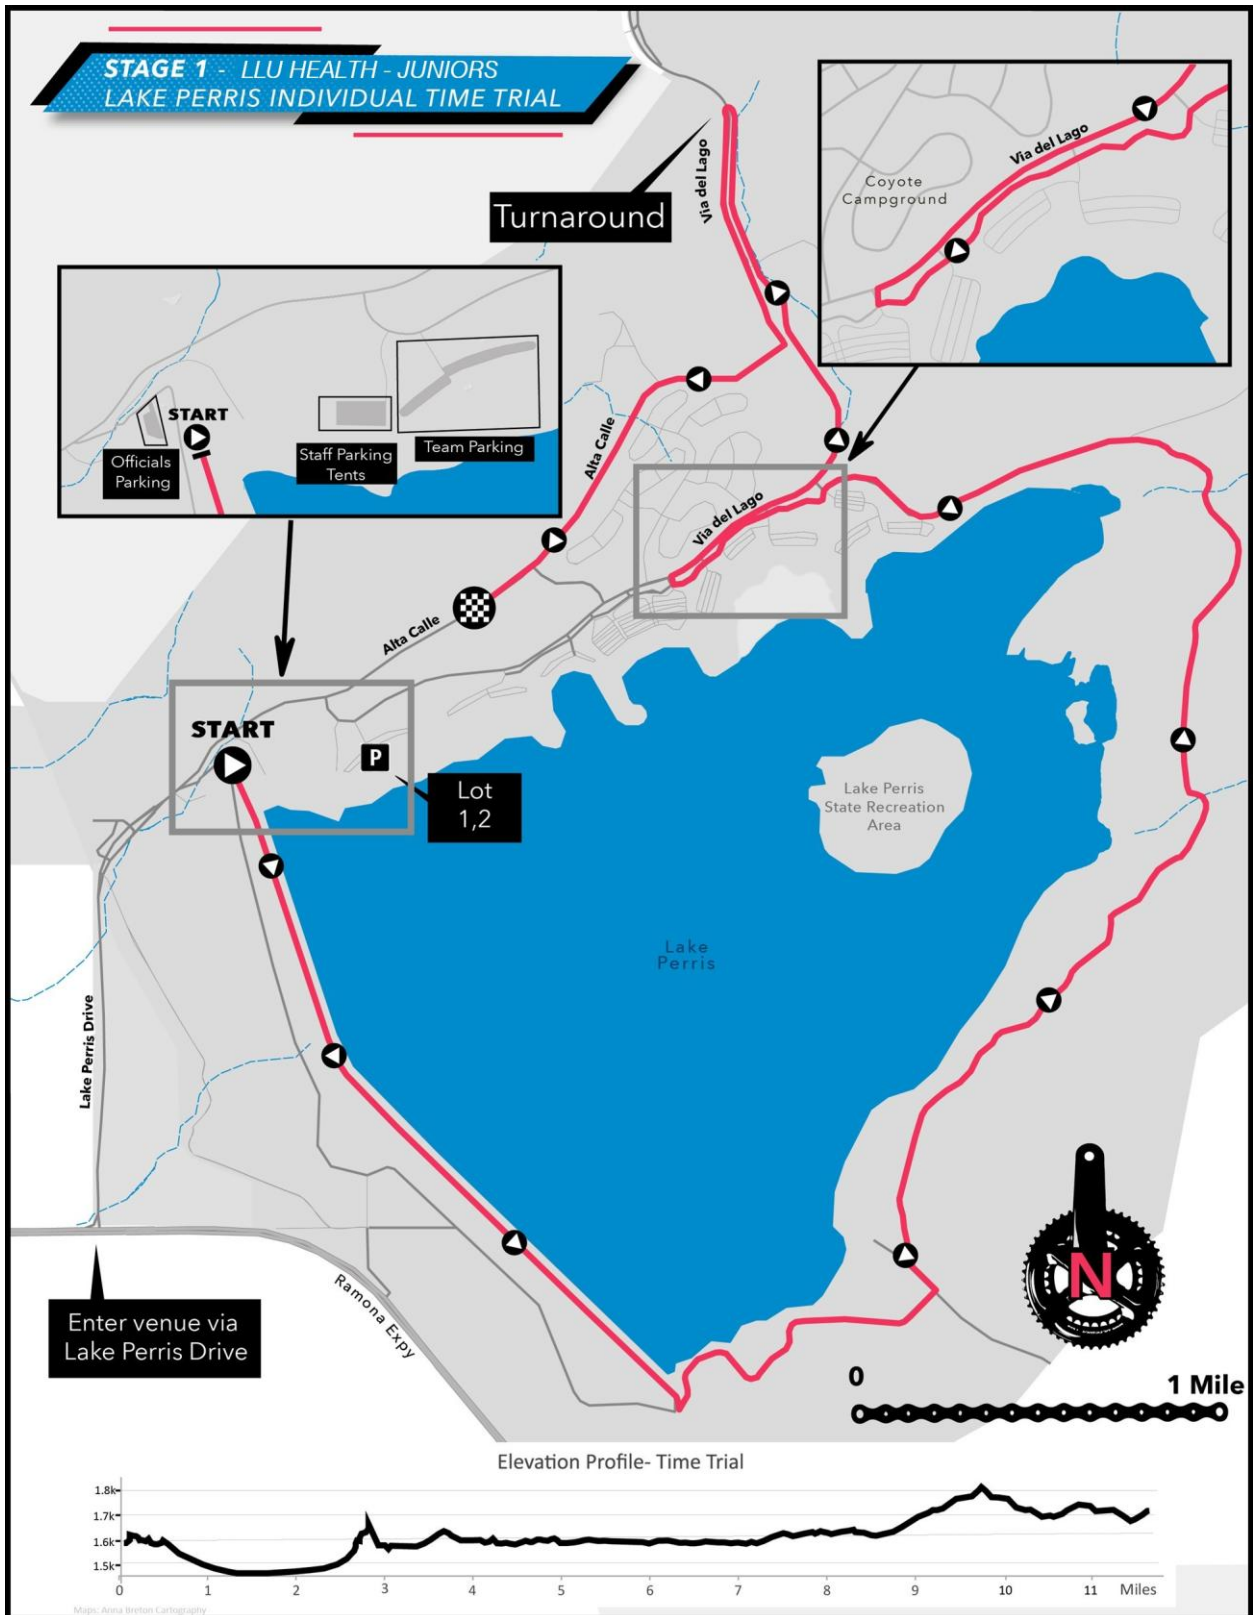 STAGE 1 - LLU HEALTH - JUNIORS
LAKE PERRIS INDIVIDUAL TIME TRIAL
Via del Lago
Turnaround
Via del Lago
Coyote
Campground
START
Officials
Parking
Staff Parking
Tents
Team Parking
Alta Calle
Via del Lago
Alta Calle
START
P
Lot
1,2
Lake Perris
State Recreation
Area
Lake
Perris
Lake Perris Drive
Ramona Expy
Enter venue via
Lake Perris Drive
N
0
1 Mile
Elevation Profile- Time Trial
1.8k
1.7k
1.6k
1.5k
0 1 2 3 4 5 6 7 8 9 10 11 Miles
Maps: Anna Breton Cartography